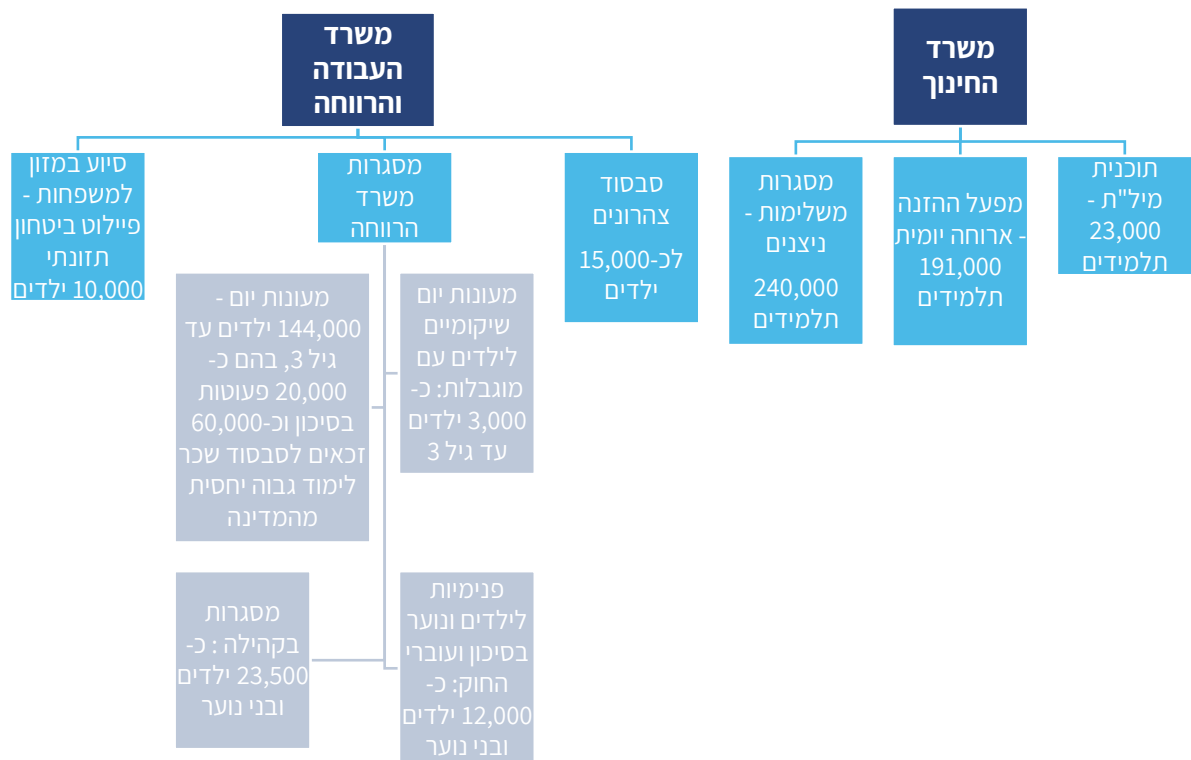 משרד
החינוך
תוכנית
מיל"ת -
23,000
תלמידים
מפעל ההזנה
- ארוחה יומית
191,000
תלמידים
מסגרות
משלימות -
ניצנים
240,000
תלמידים
משרד
העבודה
והרווחה
סבסוד
צהרונים
לכ-15,000
ילדים
מסגרות
משרד
הרווחה
מעונות יום
שיקומיים
לילדים עם
מוגבלות: כ-
3,000 ילדים
עד גיל 3
מעונות יום -
144,000 ילדים עד
גיל 3, בהם כ-
20,000 פעוטות
בסיכון וכ-60,000
זכאים לסבסוד שכר
לימוד גבוה יחסית
מהמדינה
פנימיות
לילדים ונוער
בסיכון ועוברי
החוק: כ-
12,000 ילדים
ובני נוער
מסגרות
בקהילה : כ-
23,500 ילדים
ובני נוער
סיוע במזון
למשפחות -
פיילוט ביטחון
תזונתי
10,000 ילדים